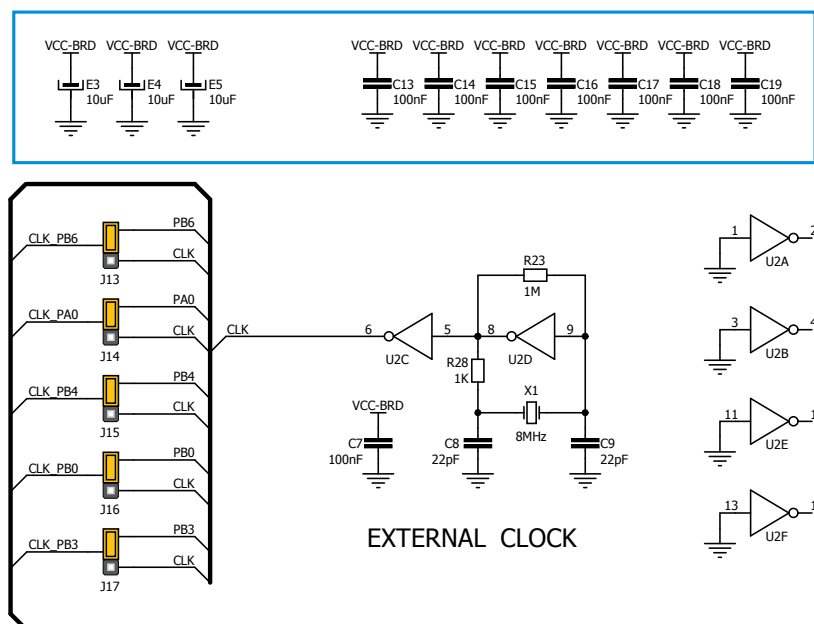 VCC-BRD VCC-BRD VCC-BRD VCC-BRD VCC-BRD VCC-BRD VCC-BRD VCC-BRD VCC-BRD VCC-BRD
E3 E4 E5 C13 C14 C15 C16 C17 C18 C19
10uF 10uF 10uF 100nF 100nF 100nF 100nF 100nF 100nF 100nF
CLK_PB6 PB6
CLK
J13
CLK_PA0 PA0
CLK
J14
CLK_PB4 PB4
CLK
J15
CLK_PB0 PB0
CLK
J16
CLK_PB3 PB3
CLK
J17
CLK
6 5
U2C
8 9
U2D
R23
1M
R28
1K
X1
8MHz
VCC-BRD
C7
100nF
C8
22pF
C9
22pF
EXTERNAL CLOCK
1 2
U2A
3 4
U2B
11 1
U2E
13 1
U2F